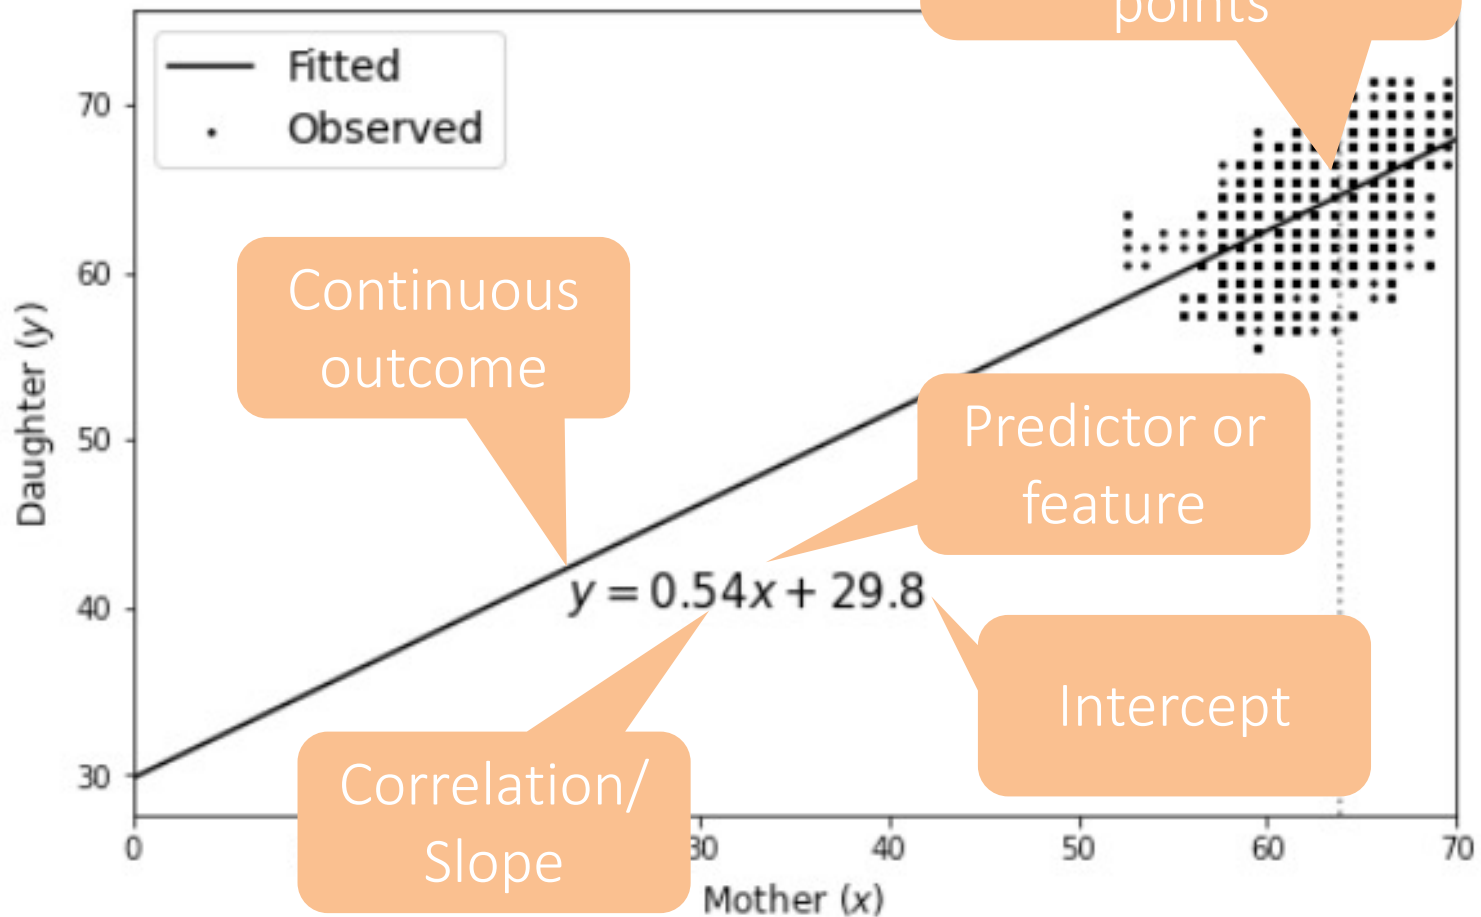 points
Fitted
Observed
70
60
50
40
30
Daughter (y)
Continuous
outcome
Predictor or
feature
y = 0.54x + 29.8
Intercept
Correlation/
Slope
0
30
40
50
60
70
Mother (x)